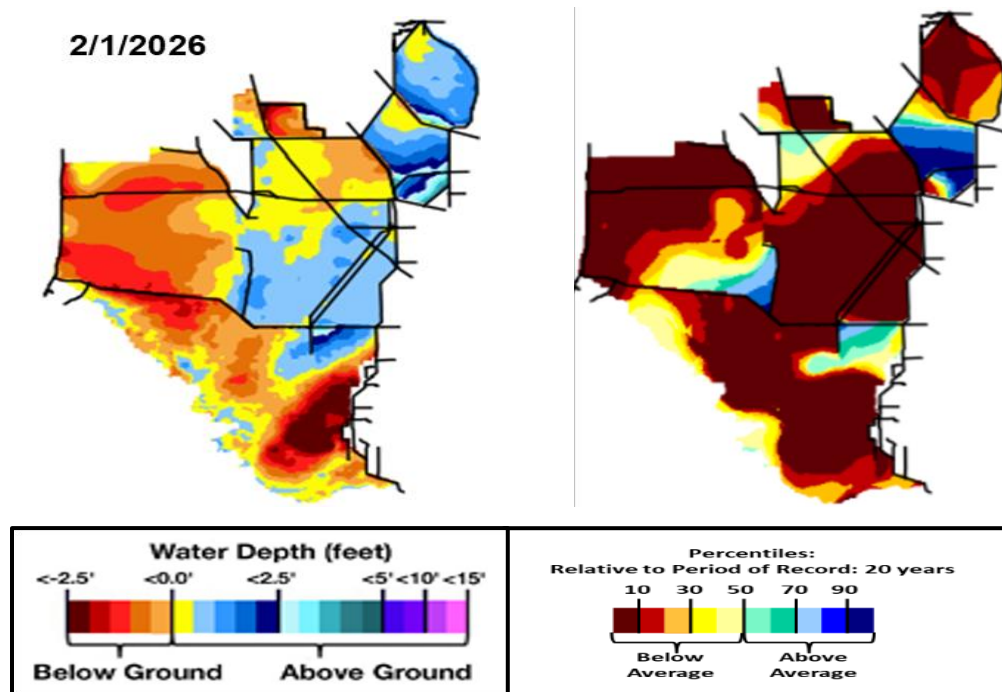 2/1/2026
Water Depth (feet)
<-2.5' <0.0' <2.5' <5' <10' <15'
Below Ground Above Ground
Percentiles:
Relative to Period of Record: 20 years
10 30 50 70 90
Below Average
Above Average